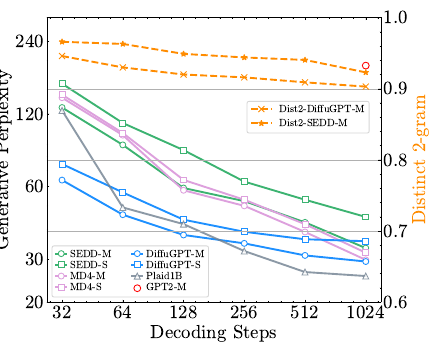 240
120
60
30
20
Generative Perplexity
1.0
0.9
0.8
0.7
0.6
Distinct 2-gram
Dist2-DiffuGPT-M
Dist2-SEDD-M
SEDD-M
SEDD-S
MD4-M
MD4-S
DiffuGPT-M
DiffuGPT-S
Plaid1B
GPT2-M
32 64 128 256 512 1024
Decoding Steps